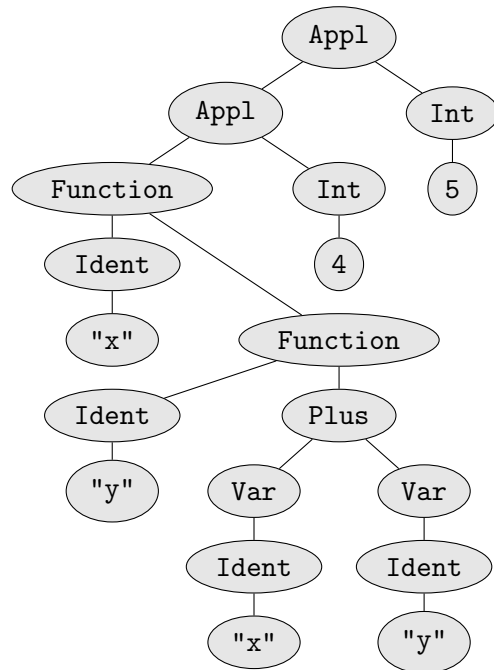 Appl
Appl Int
Function Int 5
Ident 4
"x" Function
Ident Plus
"y" Var Var
Ident Ident
"x" "y"